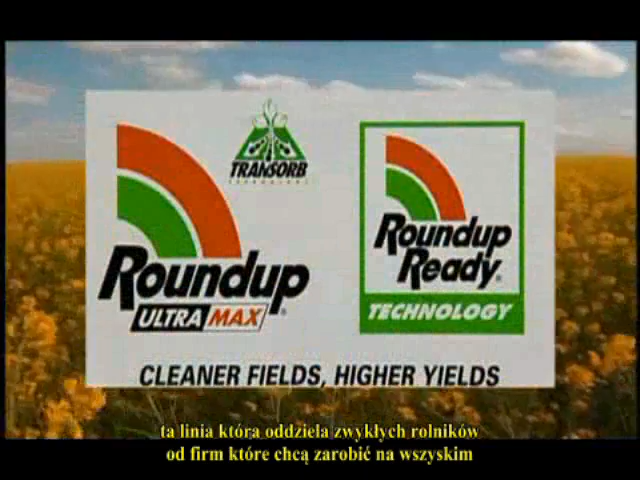 TRANSORB
TECHNOLOGY
Roundup
ULTRA MAX
Roundup
Ready
TECHNOLOGY
CLEANER FIELDS, HIGHER YIELDS
ta linia która oddziela zwykłych rolników
od firm które chcą zarobić na wszyskim